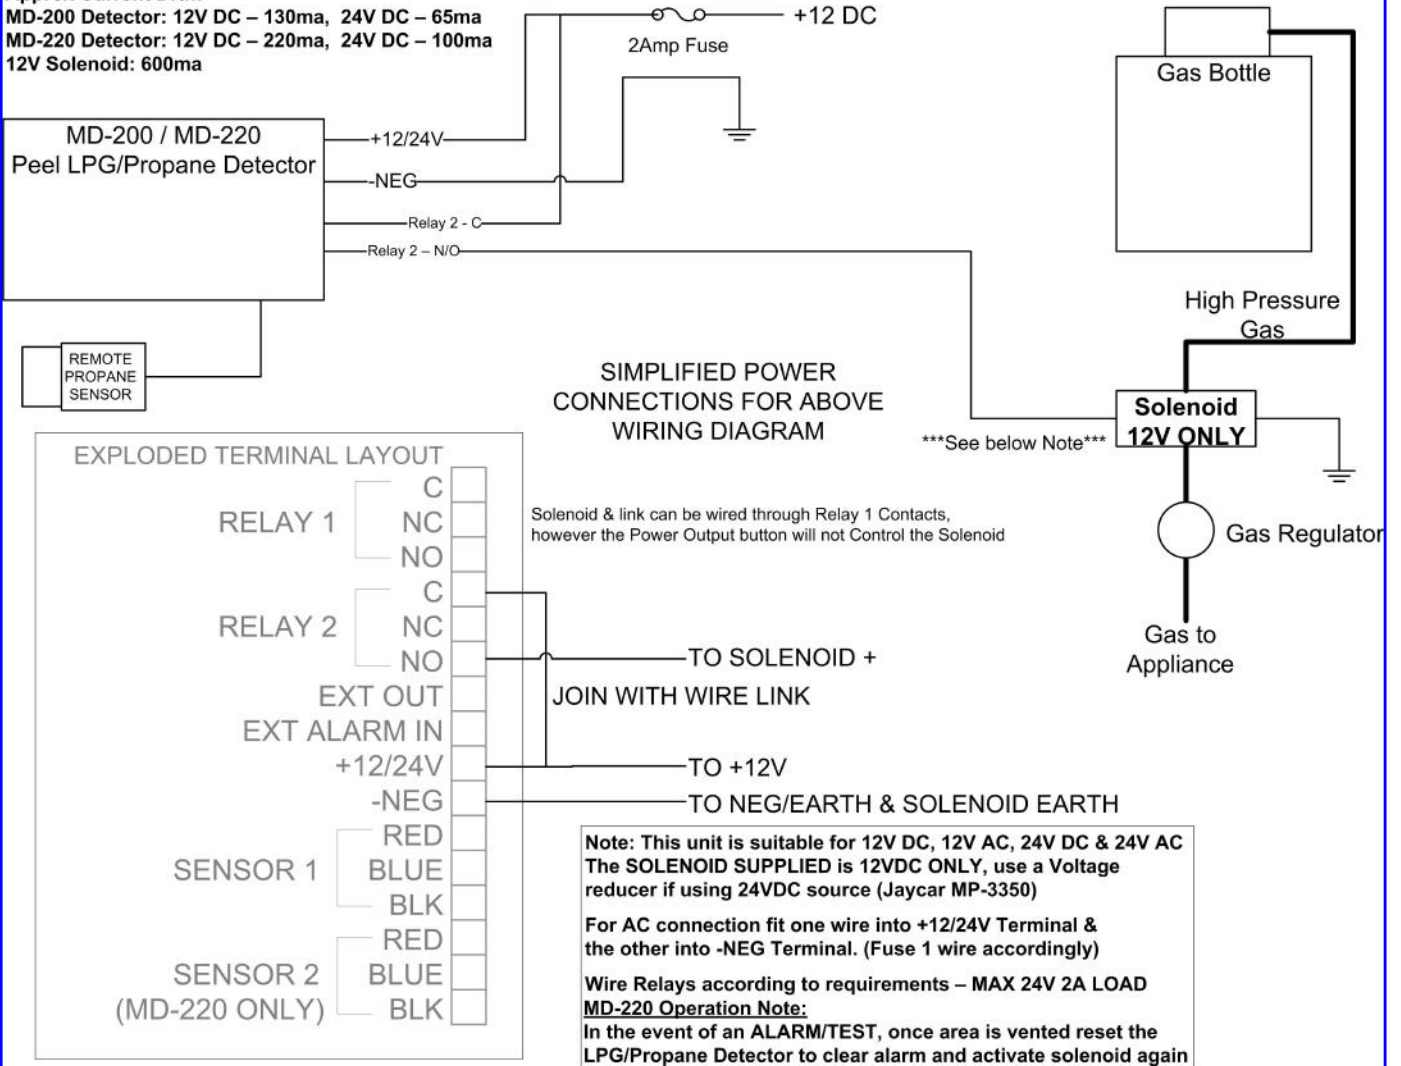 MD-200 Detector: 12V DC – 130ma, 24V DC – 65ma
MD-220 Detector: 12V DC – 220ma, 24V DC – 100ma
12V Solenoid: 600ma
+12 DC
2Amp Fuse
Gas Bottle
MD-200 / MD-220
Peel LPG/Propane Detector
+12/24V
-NEG
Relay 2 - C
Relay 2 – N/O
High Pressure
Gas
REMOTE
PROPANE
SENSOR
SIMPLIFIED POWER
CONNECTIONS FOR ABOVE
WIRING DIAGRAM
***See below Note***
Solenoid
12V ONLY
Gas Regulator
Gas to
Appliance
EXPLODED TERMINAL LAYOUT
C
RELAY 1
NC
NO
C
RELAY 2
NC
NO
EXT OUT
EXT ALARM IN
+12/24V
-NEG
RED
SENSOR 1
BLUE
BLK
RED
SENSOR 2
BLUE
(MD-220 ONLY)
BLK
Solenoid & link can be wired through Relay 1 Contacts,
however the Power Output button will not Control the Solenoid
TO SOLENOID +
JOIN WITH WIRE LINK
TO +12V
TO NEG/EARTH & SOLENOID EARTH
Note: This unit is suitable for 12V DC, 12V AC, 24V DC & 24V AC
The SOLENOID SUPPLIED is 12VDC ONLY, use a Voltage
reducer if using 24VDC source (Jaycar MP-3350)
For AC connection fit one wire into +12/24V Terminal &
the other into -NEG Terminal. (Fuse 1 wire accordingly)
Wire Relays according to requirements – MAX 24V 2A LOAD
MD-220 Operation Note:
In the event of an ALARM/TEST, once area is vented reset the
LPG/Propane Detector to clear alarm and activate solenoid again